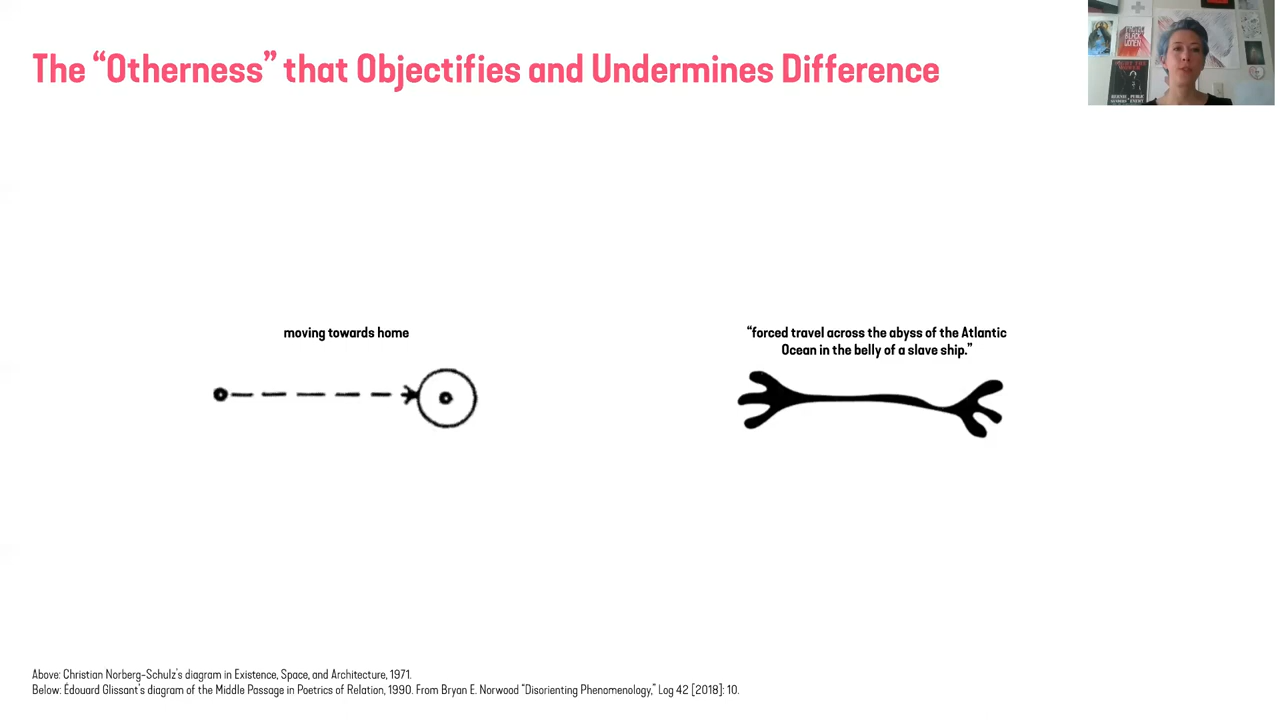 The “Otherness” that Objectifies and Undermines Difference
BLACK
moving towards home
“forced travel across the abyss of the Atlantic
Ocean in the belly of a slave ship.”
Above: Christian Norberg-Schulz's diagram in Existence, Space, and Architecture, 1971.
Below: Édouard Glissant's diagram of the Middle Passage in Poetics of Relation, 1990. From Bryan E. Norwood “Disorienting Phenomenology,” Log 42 [2018]: 10.